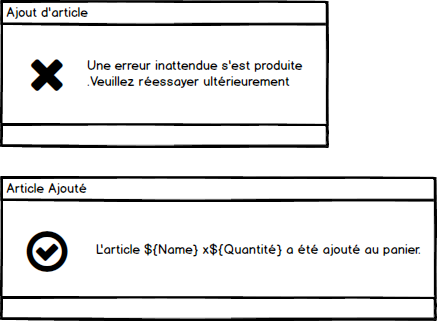 Ajout d'article
Une erreur inattendue s'est produite
.Veuillez réessayer ultérieurement
Article Ajouté
L'article ${Name} x${Quantité} a été ajouté au panier.